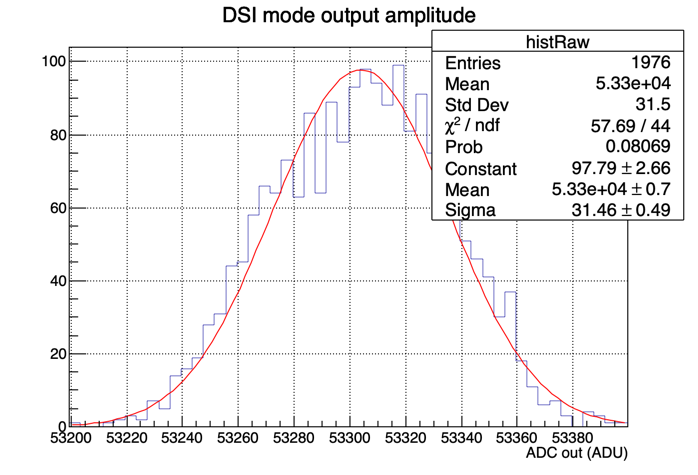 DSI mode output amplitude
histRaw
Entries 1976
Mean 5.33e+04
Std Dev 31.5
χ² / ndf 57.69 / 44
Prob 0.08069
Constant 97.79 ± 2.66
Mean 5.33e+04 ± 0.7
Sigma 31.46 ± 0.49
100
80
60
40
20
0
53200 53220 53240 53260 53280 53300 53320 53340 53360 53380
ADC out (ADU)